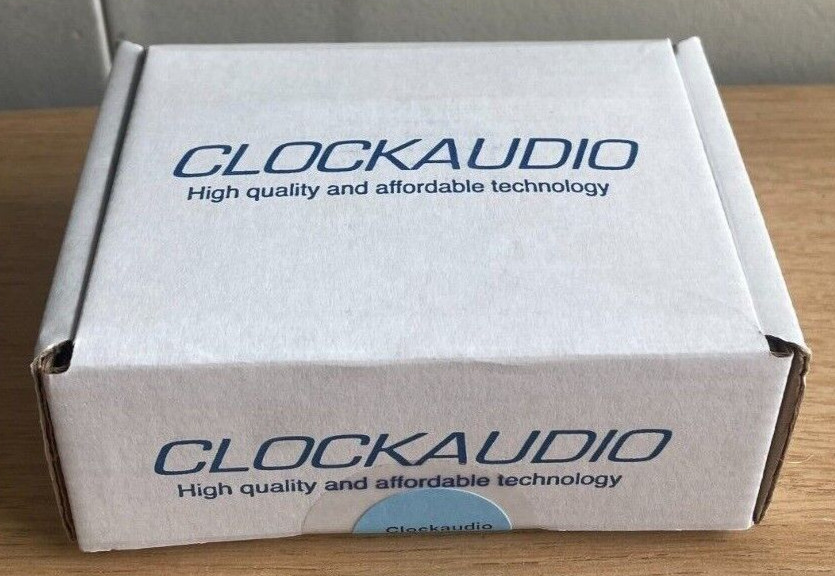 CLOCKAUDIO
High quality and affordable technology
CLOCKAUDIO
High quality and affordable technology
Clockaudio